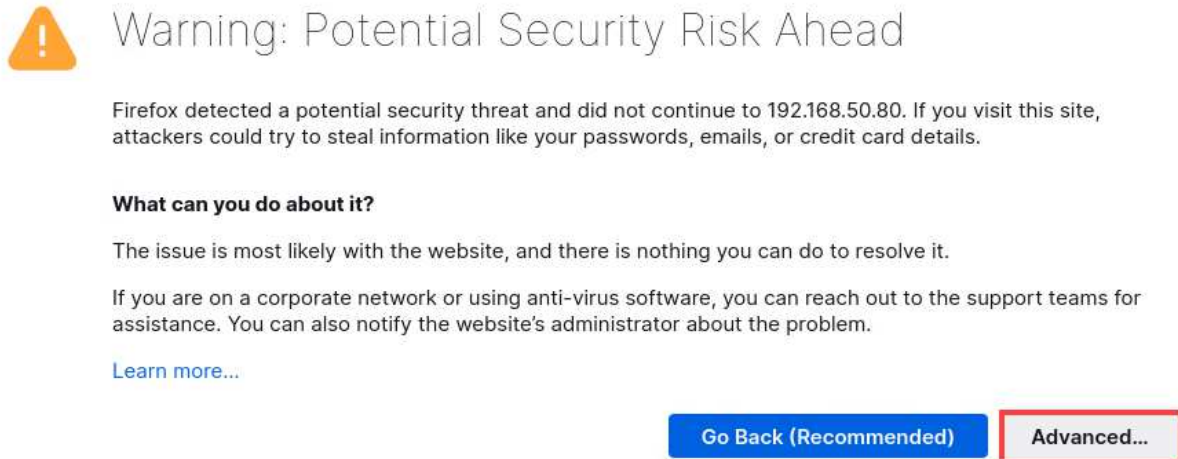 Warning: Potential Security Risk Ahead
Firefox detected a potential security threat and did not continue to 192.168.50.80. If you visit this site,
attackers could try to steal information like your passwords, emails, or credit card details.
What can you do about it?
The issue is most likely with the website, and there is nothing you can do to resolve it.
If you are on a corporate network or using anti-virus software, you can reach out to the support teams for
assistance. You can also notify the website’s administrator about the problem.
Learn more…
Go Back (Recommended)
Advanced…